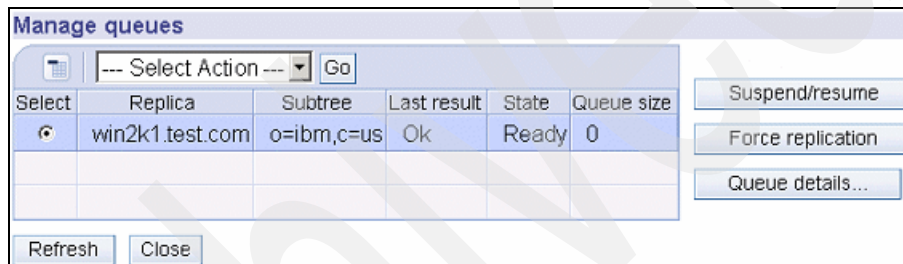 Manage queues
--- Select Action --- Go
Select Replica Subtree Last result State Queue size
win2k1.test.com o=ibm,c=us Ok Ready 0
Suspend/resume
Force replication
Queue details...
Refresh Close